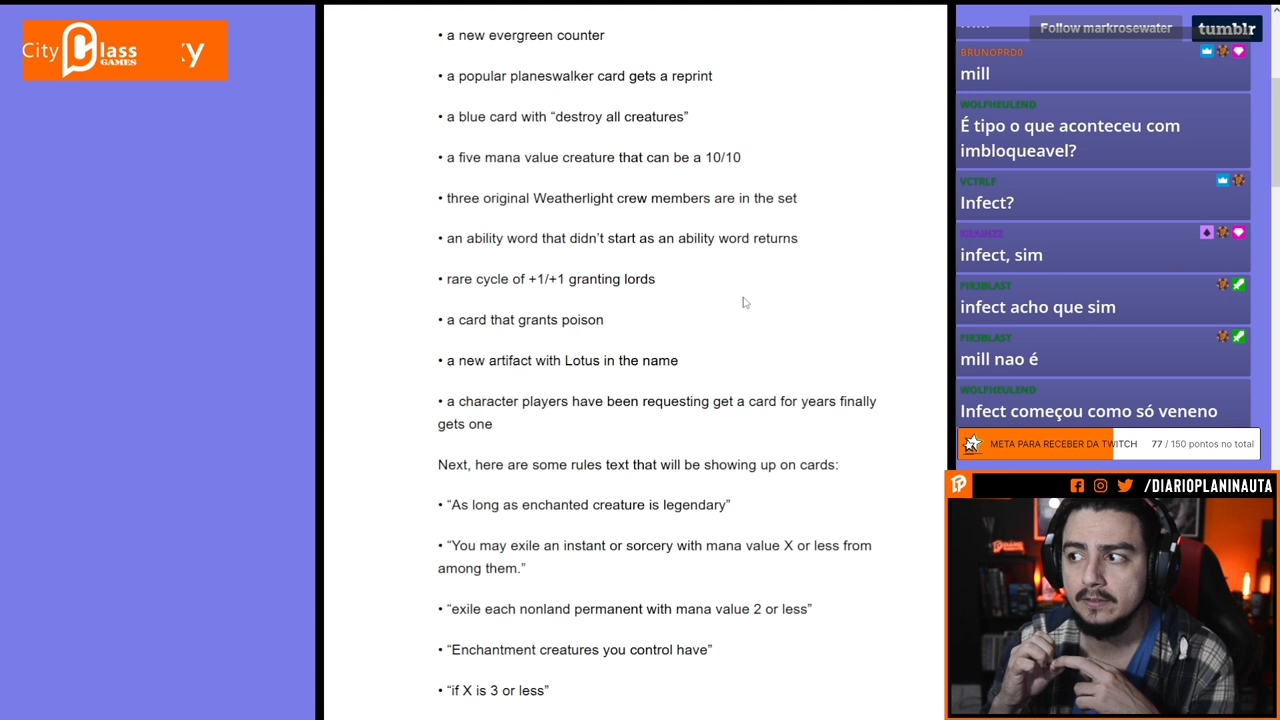 City Class GAMES y
• a new evergreen counter
• a popular planeswalker card gets a reprint
• a blue card with “destroy all creatures”
• a five mana value creature that can be a 10/10
• three original Weatherlight crew members are in the set
• an ability word that didn’t start as an ability word returns
• rare cycle of +1/+1 granting lords
• a card that grants poison
• a new artifact with Lotus in the name
• a character players have been requesting get a card for years finally
gets one
Next, here are some rules text that will be showing up on cards:
• “As long as enchanted creature is legendary”
• “You may exile an instant or sorcery with mana value X or less from
among them.”
• “exile each nonland permanent with mana value 2 or less”
• “Enchantment creatures you control have”
• “if X is 3 or less”
Follow markrosewater tumblr
BRUNOPRD0
mill
WOLFHEULEND
É tipo o que aconteceu com
imbloqueavel?
VCTRLF
Infect?
infect, sim
FIR3BLAST
infect acho que sim
FIR3BLAST
mill nao é
WOLFHEULEND
Infect começou como só veneno
META PARA RECEBER DA TWITCH 77 / 150 pontos no total
/DIARIOPLANINAUTA